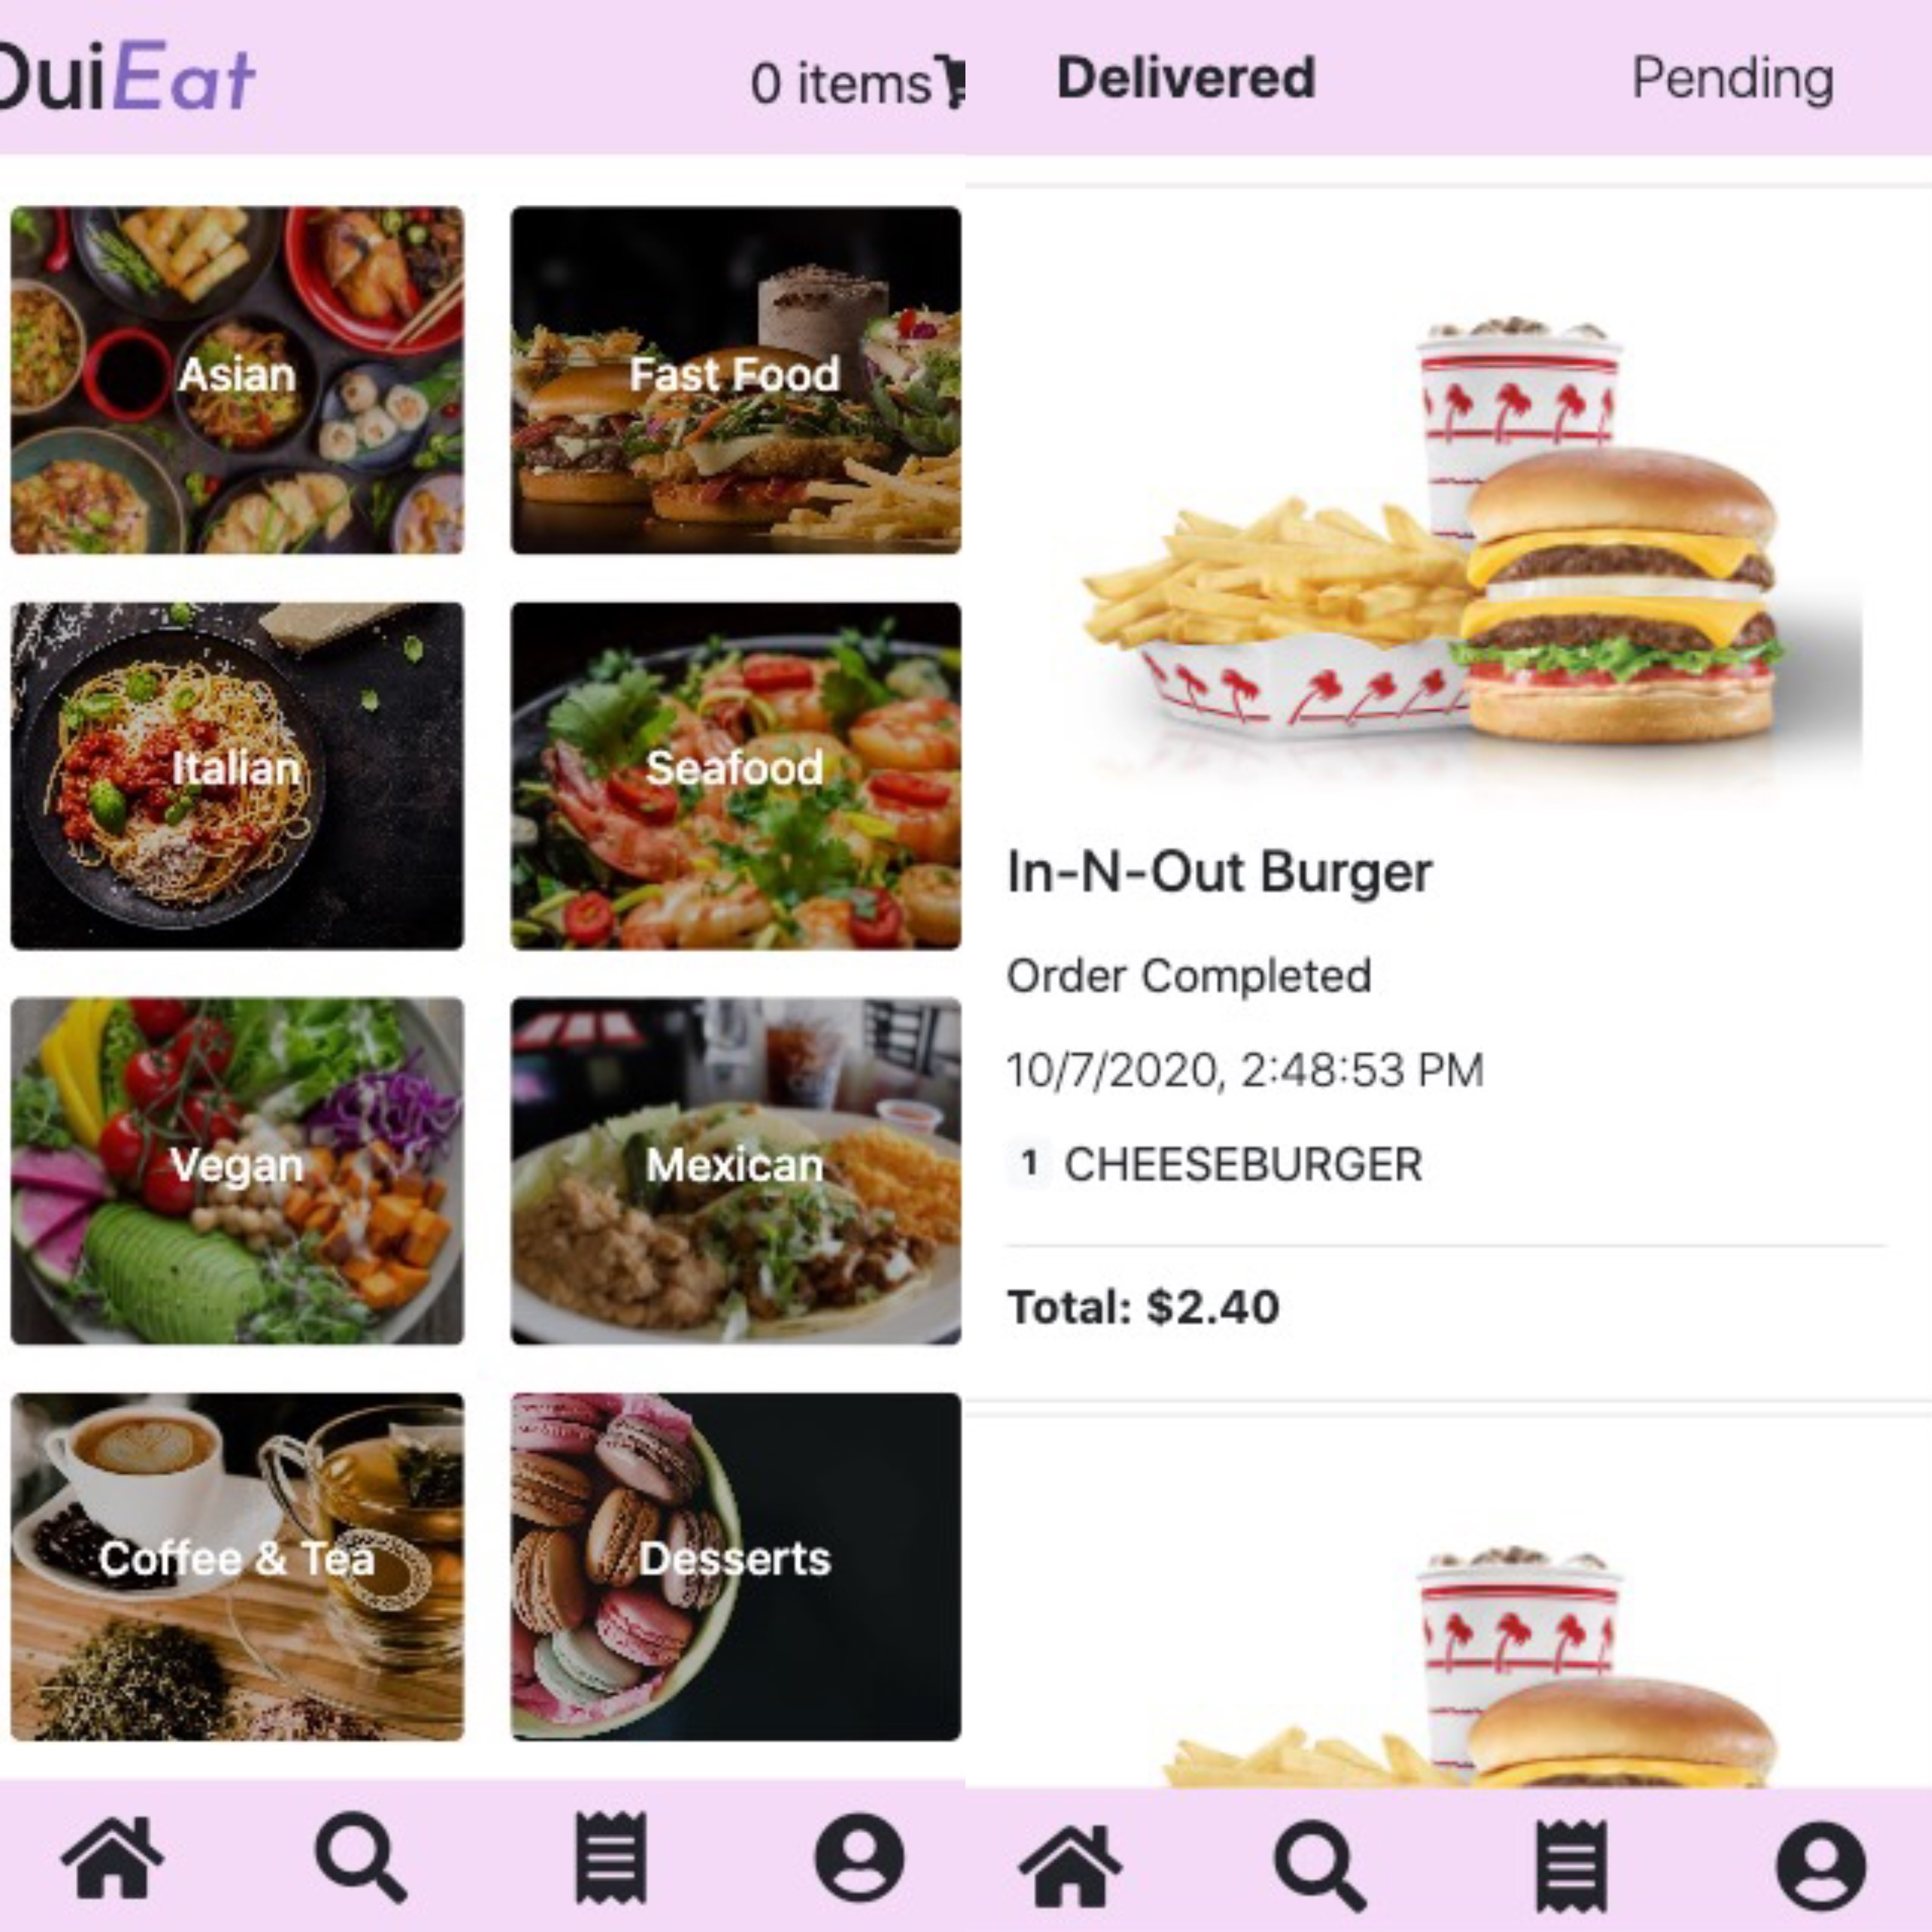 OuiEat
0 items
Asian
Fast Food
Italian
Seafood
Vegan
Mexican
Coffee & Tea
Desserts
Delivered
Pending
In-N-Out Burger
Order Completed
10/7/2020, 2:48:53 PM
1 CHEESEBURGER
Total: $2.40